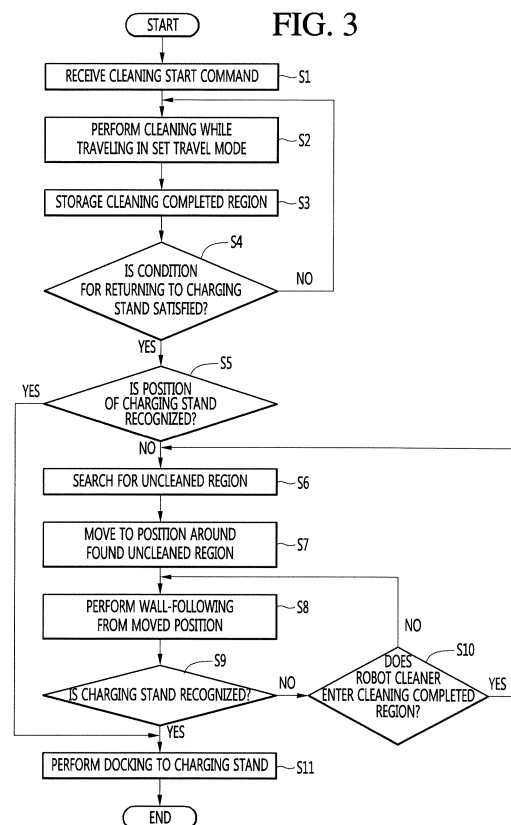 FIG. 3
START
RECEIVE CLEANING START COMMAND
S1
PERFORM CLEANING WHILE
TRAVELING IN SET TRAVEL MODE
S2
STORAGE CLEANING COMPLETED REGION
S3
S4
IS CONDITION
FOR RETURNING TO CHARGING
STAND SATISFIED?
NO
YES
S5
YES
IS POSITION
OF CHARGING STAND
RECOGNIZED?
NO
SEARCH FOR UNCLEANED REGION
S6
MOVE TO POSITION AROUND
FOUND UNCLEANED REGION
S7
PERFORM WALL-FOLLOWING
FROM MOVED POSITION
S8
NO
S9
IS CHARGING STAND RECOGNIZED?
NO
S10
DOES
ROBOT CLEANER
ENTER CLEANING COMPLETED
REGION?
YES
YES
PERFORM DOCKING TO CHARGING STAND
S11
END